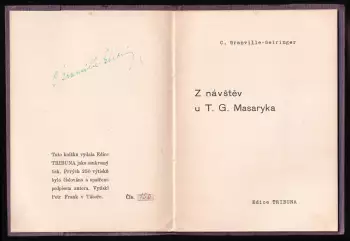 Tuto knížku vydala Edice
TRIBUNA jako soukromý
tisk. Prvých 250 výtisků
bylo číslováno a opatřeno
podpisem autora. Vydal
Petr Frank v Táboře.
Čís.
C. Granville-Seiringer
Z návštěv
u T. G. Masaryka
Edice TRIBUNA